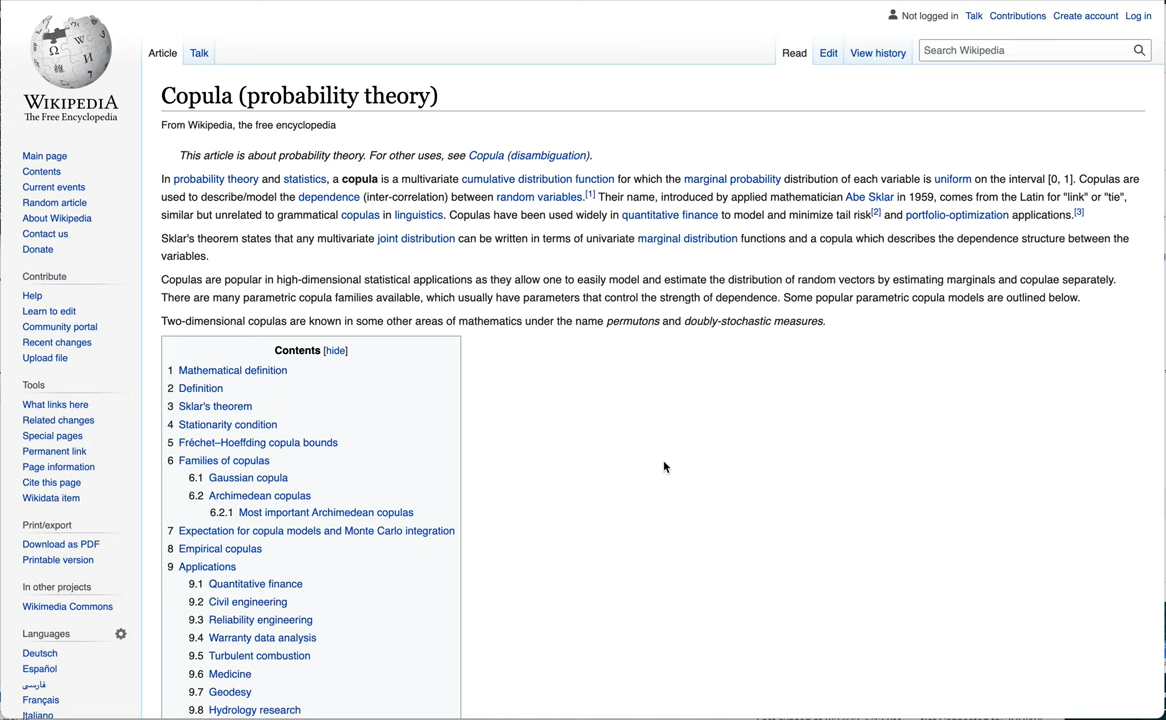 Not logged in Talk Contributions Create account Log in
Article Talk Read Edit View history Search Wikipedia
WIKIPEDIA
The Free Encyclopedia
Main page
Contents
Current events
Random article
About Wikipedia
Contact us
Donate
Contribute
Help
Learn to edit
Community portal
Recent changes
Upload file
Tools
What links here
Related changes
Special pages
Permanent link
Page information
Cite this page
Wikidata item
Print/export
Download as PDF
Printable version
In other projects
Wikimedia Commons
Languages
Deutsch
Español
فارسی
Français
Italiano
Copula (probability theory)
From Wikipedia, the free encyclopedia
This article is about probability theory. For other uses, see Copula (disambiguation).
In probability theory and statistics, a copula is a multivariate cumulative distribution function for which the marginal probability distribution of each variable is uniform on the interval [0, 1]. Copulas are
used to describe/model the dependence (inter-correlation) between random variables.[1] Their name, introduced by applied mathematician Abe Sklar in 1959, comes from the Latin for "link" or "tie",
similar but unrelated to grammatical copulas in linguistics. Copulas have been used widely in quantitative finance to model and minimize tail risk[2] and portfolio-optimization applications.[3]
Sklar's theorem states that any multivariate joint distribution can be written in terms of univariate marginal distribution functions and a copula which describes the dependence structure between the
variables.
Copulas are popular in high-dimensional statistical applications as they allow one to easily model and estimate the distribution of random vectors by estimating marginals and copulae separately.
There are many parametric copula families available, which usually have parameters that control the strength of dependence. Some popular parametric copula models are outlined below.
Two-dimensional copulas are known in some other areas of mathematics under the name permutons and doubly-stochastic measures.
Contents [hide]
1 Mathematical definition
2 Definition
3 Sklar's theorem
4 Stationarity condition
5 Fréchet–Hoeffding copula bounds
6 Families of copulas
6.1 Gaussian copula
6.2 Archimedean copulas
6.2.1 Most important Archimedean copulas
7 Expectation for copula models and Monte Carlo integration
8 Empirical copulas
9 Applications
9.1 Quantitative finance
9.2 Civil engineering
9.3 Reliability engineering
9.4 Warranty data analysis
9.5 Turbulent combustion
9.6 Medicine
9.7 Geodesy
9.8 Hydrology research